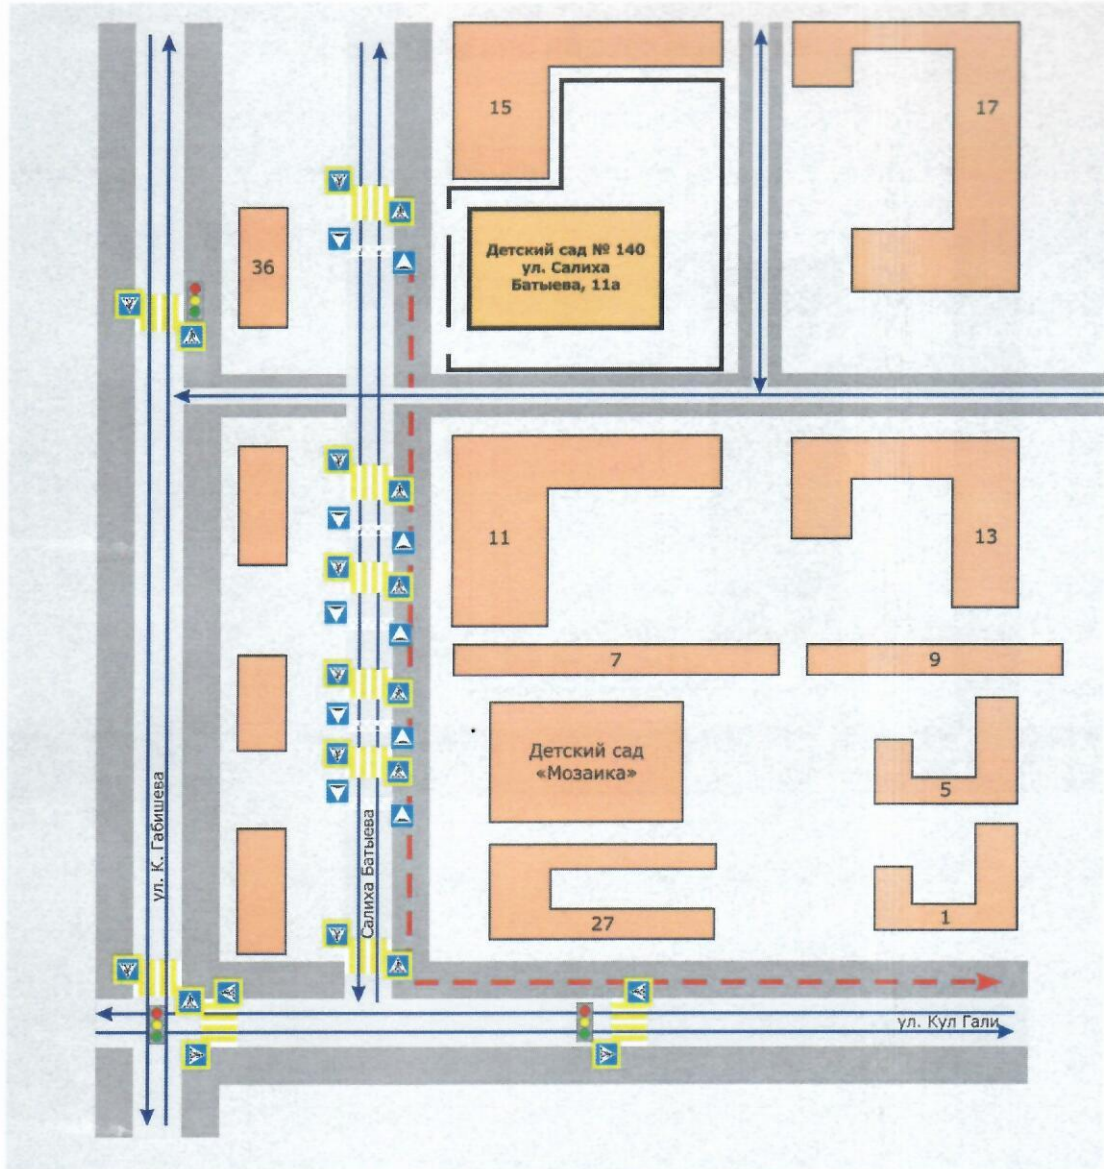 15
17
36
Детский сад № 140
ул. Салиха
Батыева, 11а
11
13
7
9
Детский сад
«Мозаика»
5
ул. К. Габишева
Салиха Батыева
27
1
ул. Кул Гали